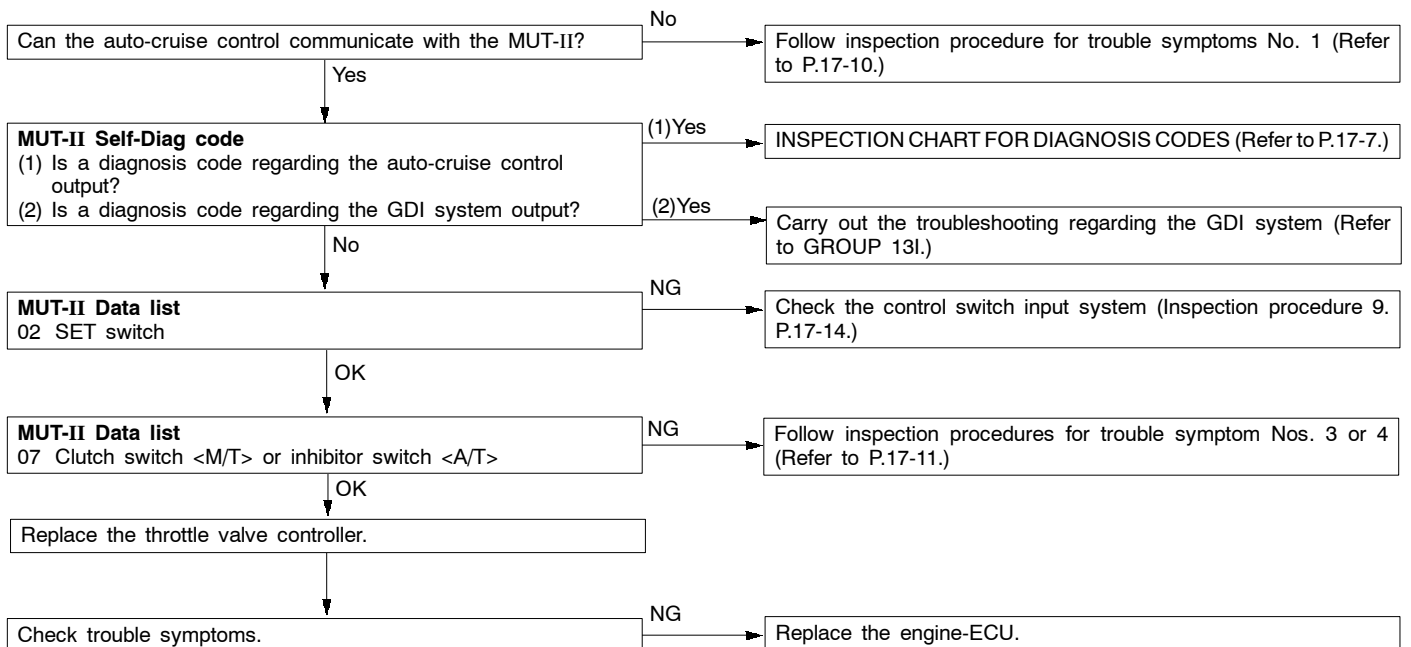 No
Can the auto-cruise control communicate with the MUT-II?
Follow inspection procedure for trouble symptoms No. 1 (Refer
to P.17-10.)
Yes
MUT-II Self-Diag code
(1) Is a diagnosis code regarding the auto-cruise control
output?
(2) Is a diagnosis code regarding the GDI system output?
(1)Yes
INSPECTION CHART FOR DIAGNOSIS CODES (Refer to P.17-7.)
(2)Yes
Carry out the troubleshooting regarding the GDI system (Refer
to GROUP 13I.)
No
MUT-II Data list
02 SET switch
NG
Check the control switch input system (Inspection procedure 9.
P.17-14.)
OK
MUT-II Data list
07 Clutch switch <M/T> or inhibitor switch <A/T>
NG
Follow inspection procedures for trouble symptom Nos. 3 or 4
(Refer to P.17-11.)
OK
Replace the throttle valve controller.
Check trouble symptoms.
NG
Replace the engine-ECU.